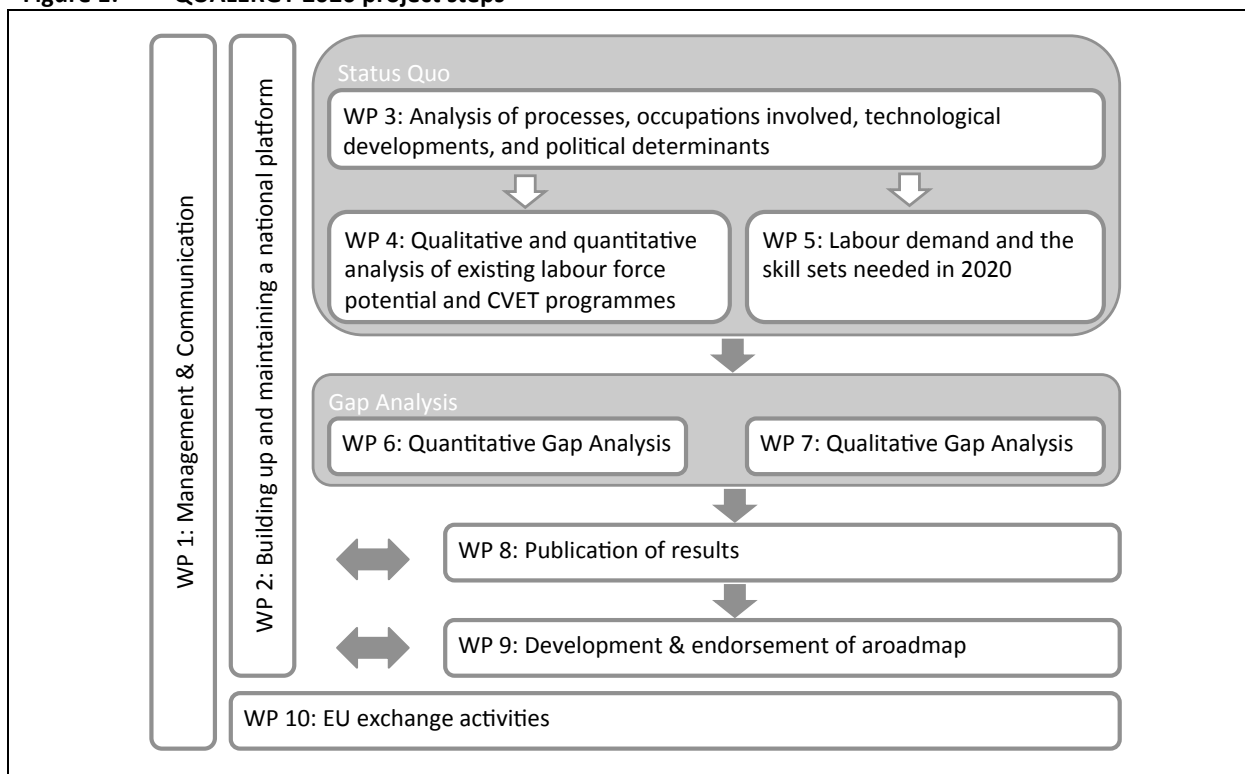 WP 1: Management & Communication
WP 2: Building up and maintaining a national platform
Status Quo
WP 3: Analysis of processes, occupations involved, technological
developments, and political determinants
WP 4: Qualitative and quantitative
analysis of existing labour force
potential and CVET programmes
WP 5: Labour demand and the
skill sets needed in 2020
Gap Analysis
WP 6: Quantitative Gap Analysis
WP 7: Qualitative Gap Analysis
WP 8: Publication of results
WP 9: Development & endorsement of aroadmap
WP 10: EU exchange activities